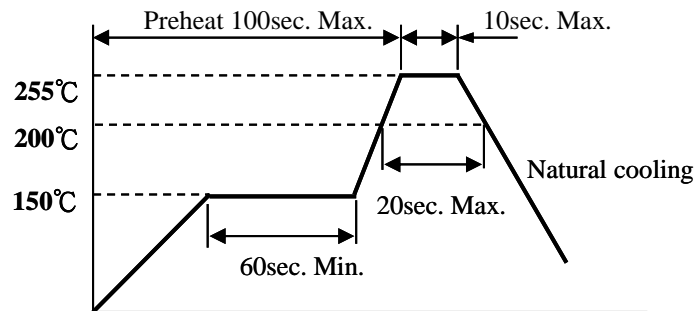 Preheat 100sec. Max.
10sec. Max.
255℃
200℃
150℃
Natural cooling
20sec. Max.
60sec. Min.